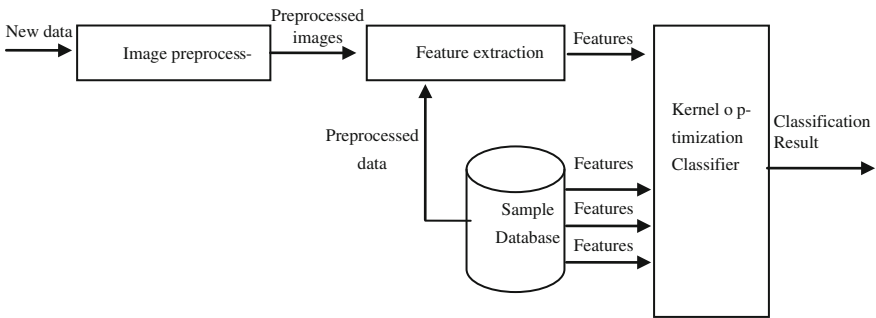 New data
Image preprocess-
Preprocessed
images
Feature extraction
Features
Kernel o p-
timization
Classifier
Classification
Result
Preprocessed
data
Sample
Database
Features
Features
Features